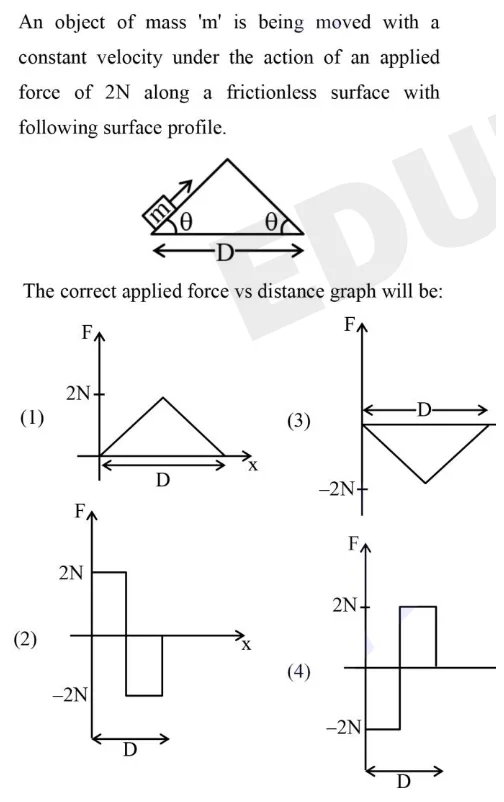 An object of mass 'm' is being moved with a
constant velocity under the action of an applied
force of 2N along a frictionless surface with
following surface profile.
m
θ
θ
D
The correct applied force vs distance graph will be:
(1)
F
2N
D
x
(3)
F
D
–2N
(2)
F
2N
x
–2N
D
(4)
F
2N
–2N
D
EDU